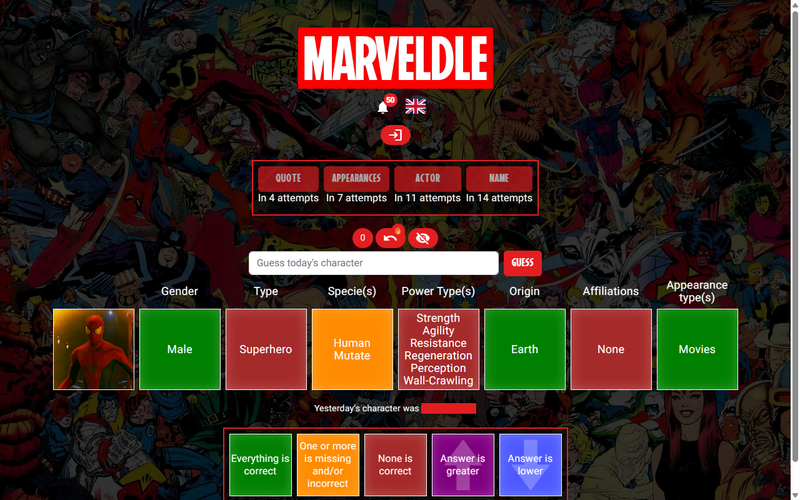 MARVELDLE
50
QUOTE
APPEARANCES
ACTOR
NAME
In 4 attempts
In 7 attempts
In 11 attempts
In 14 attempts
0
Guess today's character
GUESS
Gender
Type
Specie(s)
Power Type(s)
Origin
Affiliations
Appearance
type(s)
Male
Superhero
Human
Mutate
Strength
Agility
Resistance
Regeneration
Perception
Wall-Crawling
Earth
None
Movies
Yesterday's character was
Everything is
correct
One or more
is missing
and/or
incorrect
None is
correct
Answer is
greater
Answer is
lower